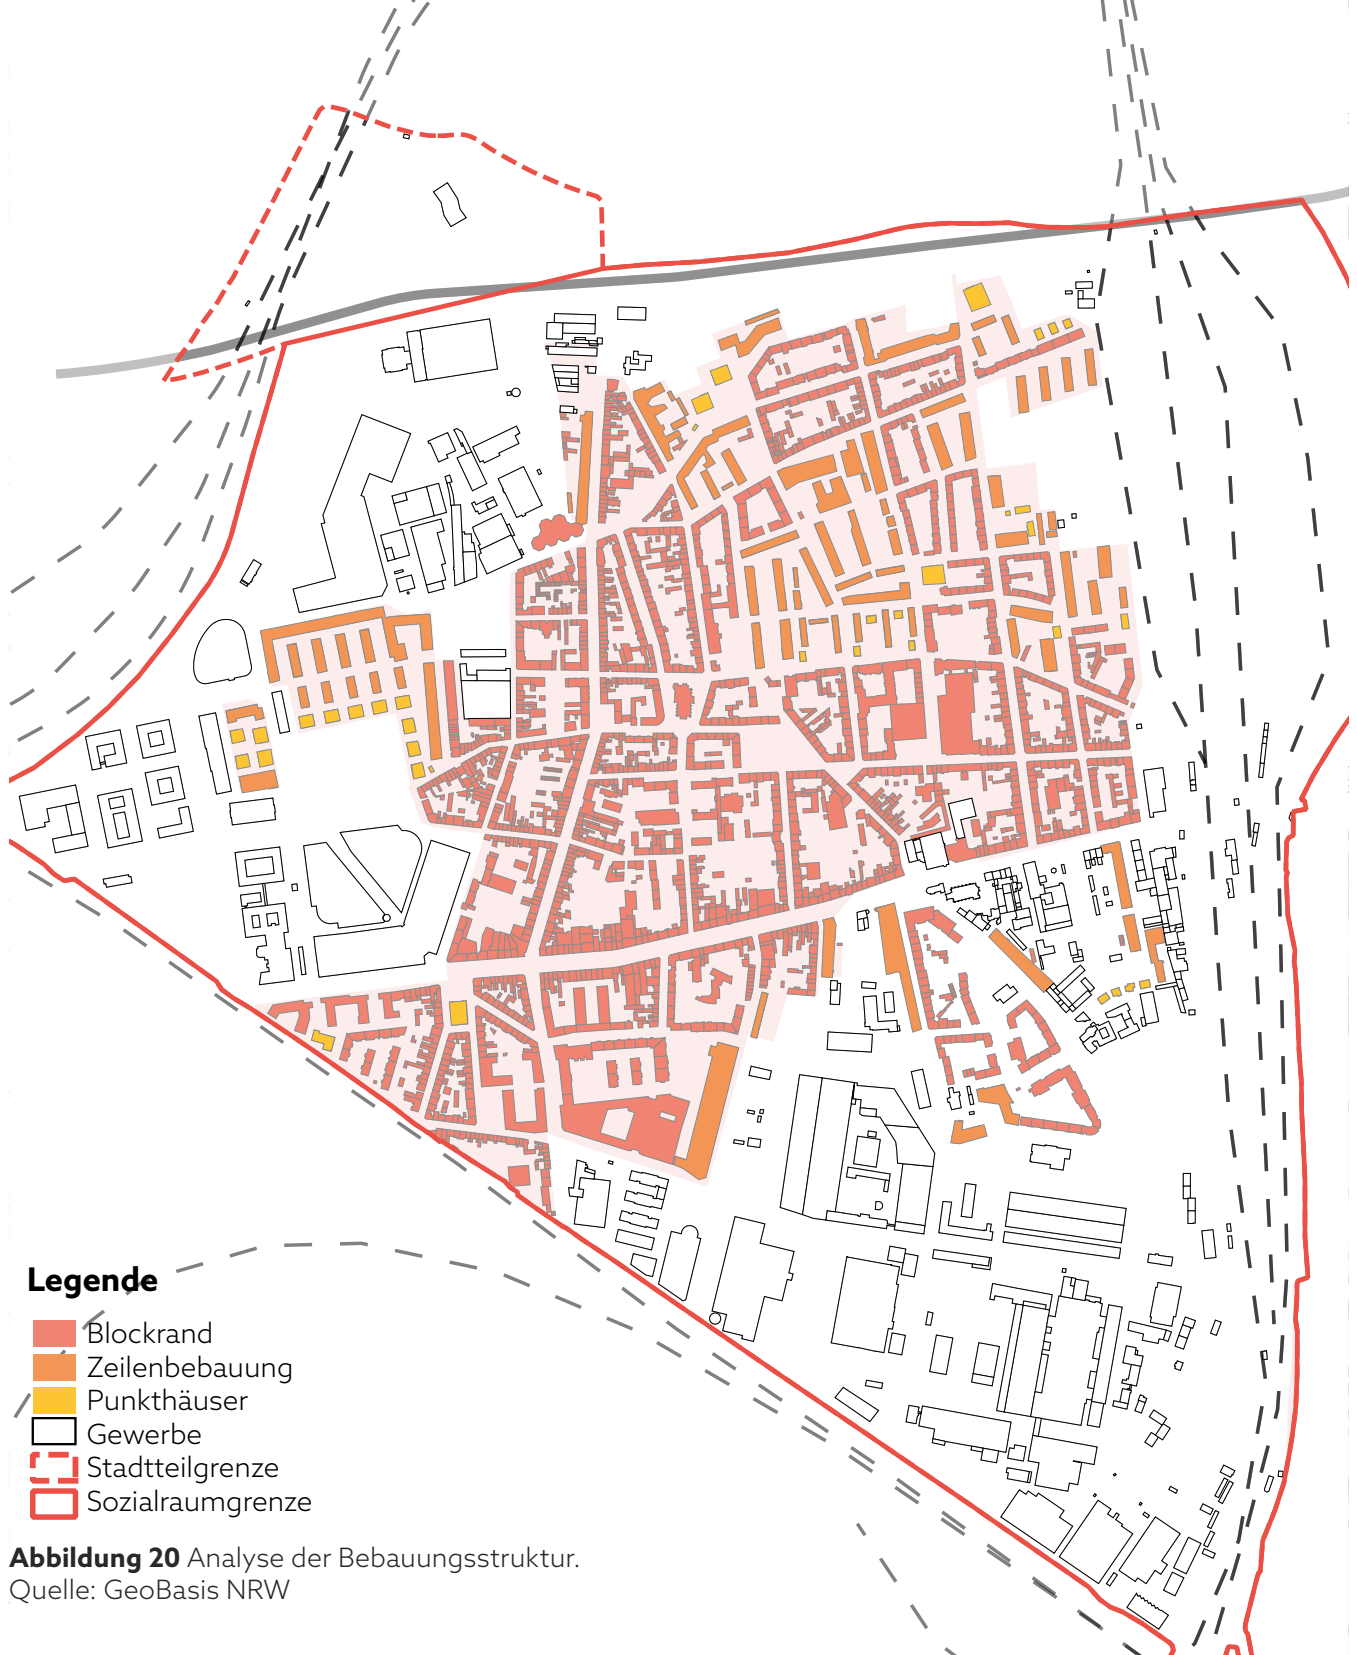 Legende
Blockrand
Zeilenbebauung
Punkthäuser
Gewerbe
Stadtteilgrenze
Sozialraumgrenze
Abbildung 20 Analyse der Bebauungsstruktur.
Quelle: GeoBasis NRW